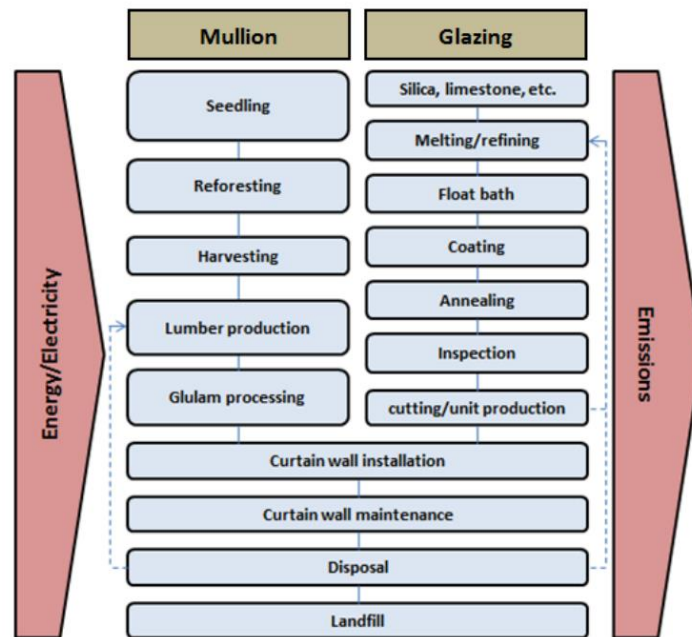 Mullion
Glazing
Energy/Electricity
Seedling
Reforesting
Harvesting
Lumber production
Glulam processing
Silica, limestone, etc.
Melting/refining
Float bath
Coating
Annealing
Inspection
cutting/unit production
Curtain wall installation
Curtain wall maintenance
Disposal
Landfill
Emissions